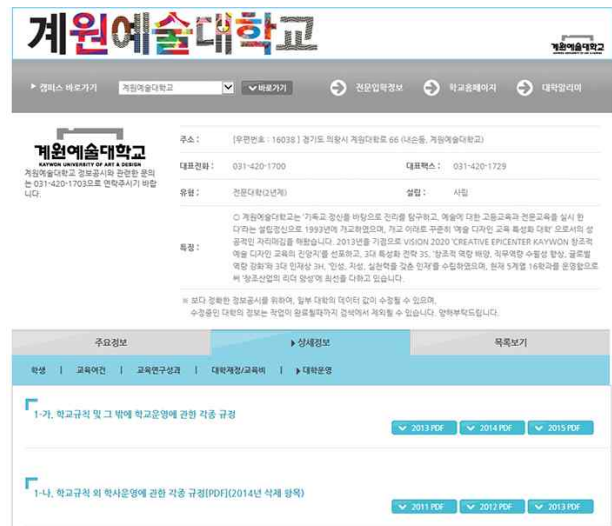 계원예술대학교
계원예술대학교
▶ 캠퍼스 바로가기
계원예술대학교
바로가기
전문입학정보
학교홈페이지
대학알리미
계원예술대학교
KAYWON UNIVERSITY OF ART & DESIGN
계원예술대학교 정보공시와 관련한 문의
는 031-420-1703으로 연락주시기 바랍
니다.
주소 : [우편번호 : 16038 ] 경기도 의왕시 계원대학로 66 (내손동, 계원예술대학교)
대표전화 : 031-420-1700 대표팩스 : 031-420-1729
유형 : 전문대학(2년제) 설립 : 사립
특징 :
○ 계원예술대학교는 '기독교 정신을 바탕으로 진리를 탐구하고, 예술에 대한 고등교육과 전문교육을 실시 한
다'라는 설립정신으로 1993년에 개교하였으며, 개교 이래로 꾸준히 '예술 디자인 교육 특성화 대학' 으로서의 성
공적인 자리매김을 해왔습니다. 2013년을 기점으로 VISION 2020 'CREATIVE EPICENTER KAYWON 창조적
예술 디자인 교육의 진앙지'를 선포하고, 3대 특성화 전략 3S, '창조적 역량 배양, 직무역량 수월성 향상, 글로벌
역량 강화'와 3대 인재상 3H, '인성, 지성, 실천력을 갖춘 인재'를 수립하였으며, 현재 5계열 16학과를 운영함으로
써 '창조산업의 리더 양성'에 최선을 다하고 있습니다.
※ 보다 정확한 정보공시를 위하여, 일부 대학의 데이터 값이 수정될 수 있으며,
수정중인 대학의 정보는 작업이 완료될때까지 검색에서 제외될 수 있습니다. 양해부탁드립니다.
주요정보 ▶상세정보 목록보기
학생 | 교육여건 | 교육연구성과 | 대학재정/교육비 | ▶대학운영
1-가, 학교규칙 및 그 밖에 학교운영에 관한 각종 규정
2013 PDF 2014 PDF 2015 PDF
1-나, 학교규칙 외 학사운영에 관한 각종 규정[PDF](2014년 삭제 항목)
2011 PDF 2012 PDF 2013 PDF